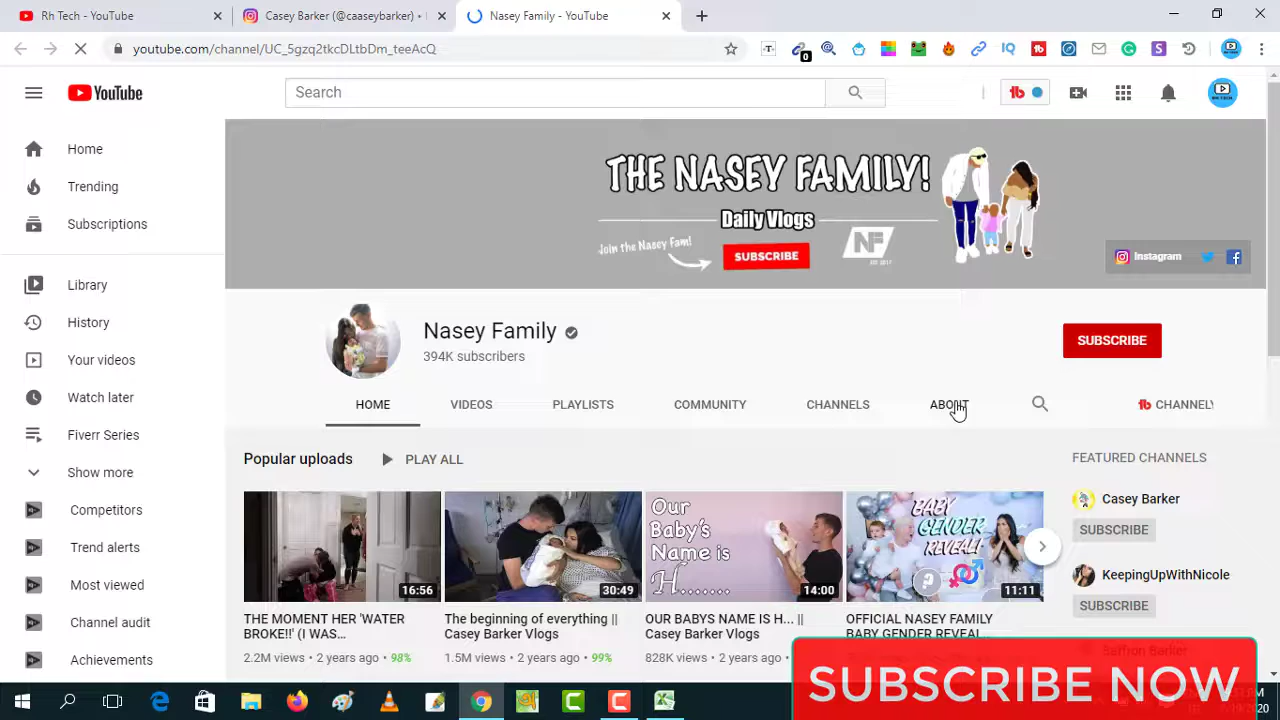 Rh Tech - YouTube
Casey Barker (@caaseybarker) •
Nasey Family - YouTube
youtube.com/channel/UC_5gzq2tkcDLtbDm_teeAcQ
0
YouTube
Search
Home
Trending
Subscriptions
Library
History
Your videos
Watch later
Fiverr Series
Show more
Competitors
Trend alerts
Most viewed
Channel audit
Achievements
THE NASEY FAMILY!
Daily Vlogs
Join the Nasey Fam!
SUBSCRIBE
NF
EST 2017
Instagram
Nasey Family
394K subscribers
SUBSCRIBE
HOME
VIDEOS
PLAYLISTS
COMMUNITY
CHANNELS
ABOUT
CHANNELY
Popular uploads
PLAY ALL
16:56
THE MOMENT HER 'WATER
BROKE!!' (I WAS...
2.2M views • 2 years ago • 98%
30:49
The beginning of everything ||
Casey Barker Vlogs
1.5M views • 2 years ago • 99%
Our
Baby's
Name is
H.......
14:00
OUR BABYS NAME IS H... ||
Casey Barker Vlogs
828K views • 2 years ago •
BABY
GENDER
REVEAL!
11:11
OFFICIAL NASEY FAMILY
BABY GENDER REVEAL...
FEATURED CHANNELS
Casey Barker
SUBSCRIBE
KeepingUpWithNicole
SUBSCRIBE
Saffron Barker
SUBSCRIBE NOW